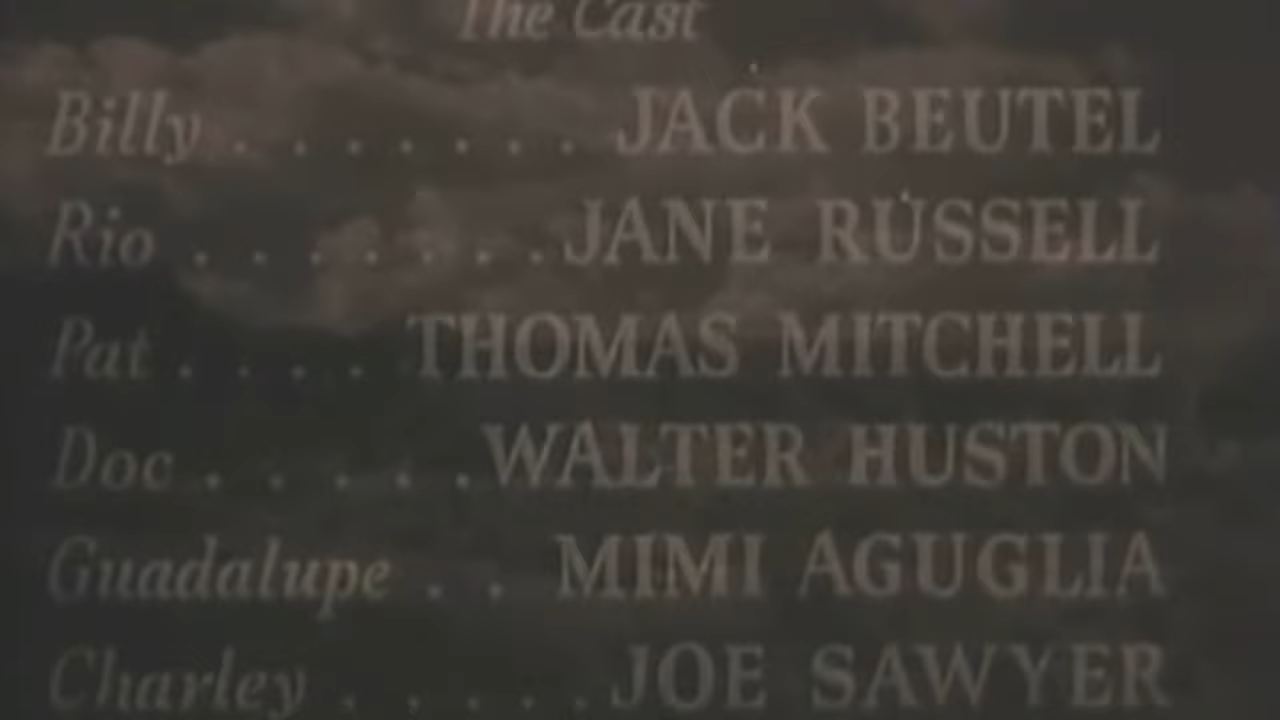 The Cast
Billy . . . . . . . JACK BEUTEL
Rio . . . . . . . JANE RUSSELL
Pat . . . . THOMAS MITCHELL
Doc . . . . . WALTER HUSTON
Guadalupe . . MIMI AGUGLIA
Charley . . . . . JOE SAWYER